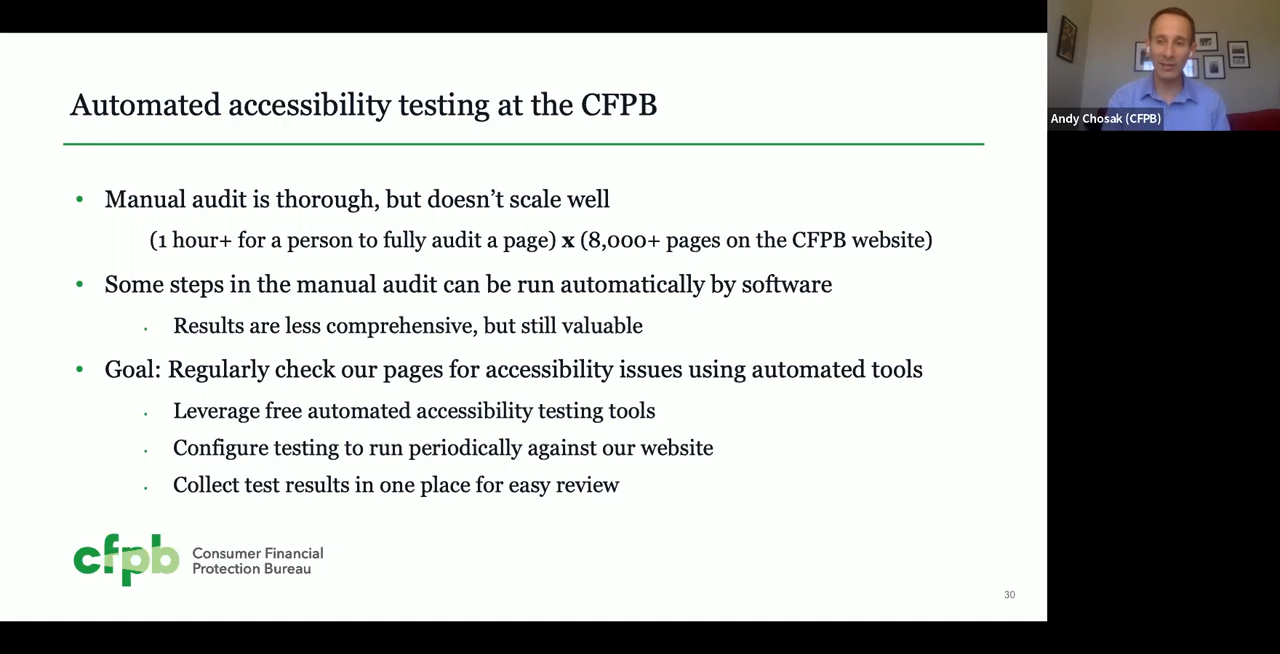 Automated accessibility testing at the CFPB
Andy Chosak (CFPB)
• Manual audit is thorough, but doesn’t scale well
(1 hour+ for a person to fully audit a page) x (8,000+ pages on the CFPB website)
• Some steps in the manual audit can be run automatically by software
· Results are less comprehensive, but still valuable
• Goal: Regularly check our pages for accessibility issues using automated tools
· Leverage free automated accessibility testing tools
· Configure testing to run periodically against our website
· Collect test results in one place for easy review
cfpb
Consumer Financial
Protection Bureau
30